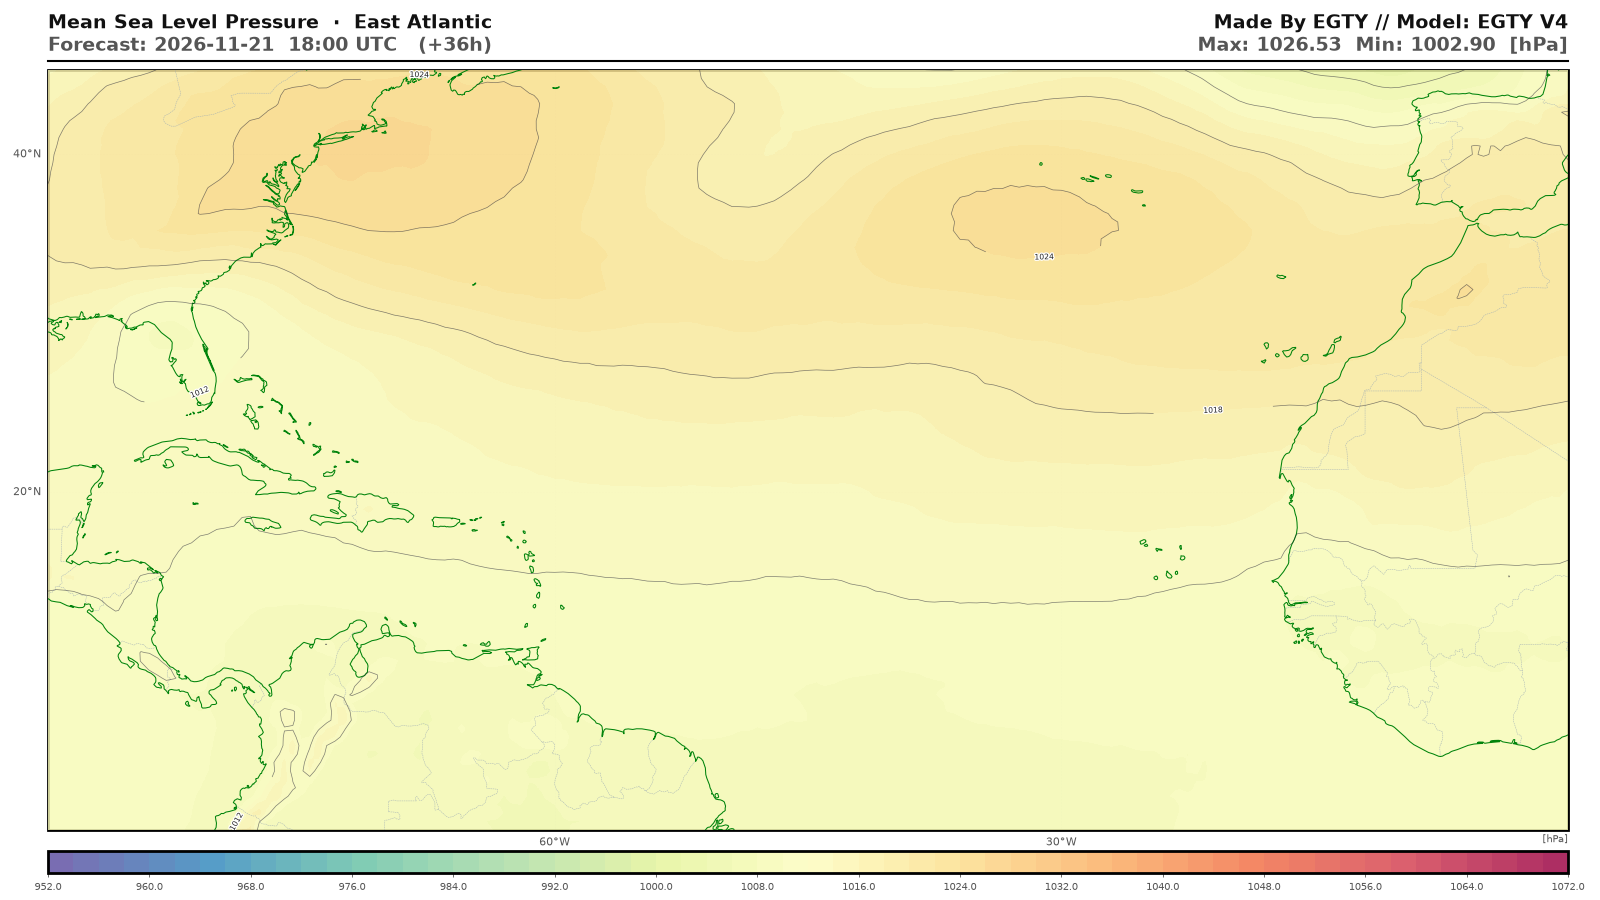 Mean Sea Level Pressure  ·  East Atlantic
Made By EGTY // Model: EGTY V4
Forecast: 2026-11-21  18:00 UTC   (+36h)
Max: 1026.53  Min: 1002.90  [hPa]
1024
40°N
1024
1012
1018
20°N
1012
60°W
30°W
[hPa]
952.0
960.0
968.0
976.0
984.0
992.0
1000.0
1008.0
1016.0
1024.0
1032.0
1040.0
1048.0
1056.0
1064.0
1072.0